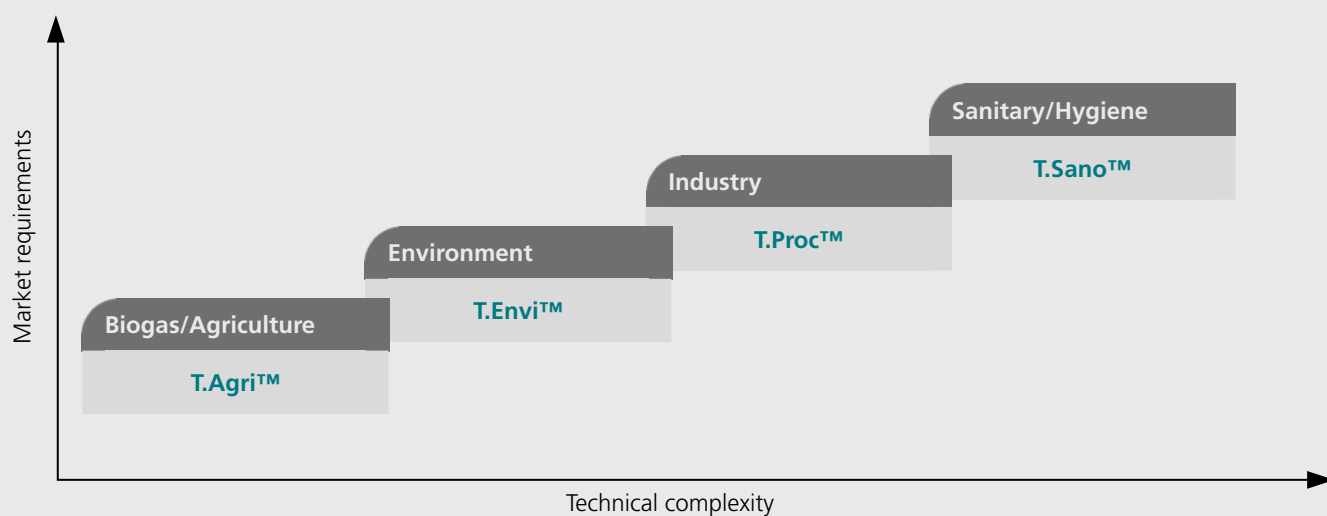 Market requirements
Sanitary/Hygiene
T.Sano™
Industry
T.Proc™
Environment
T.Envi™
Biogas/Agriculture
T.Agri™
Technical complexity